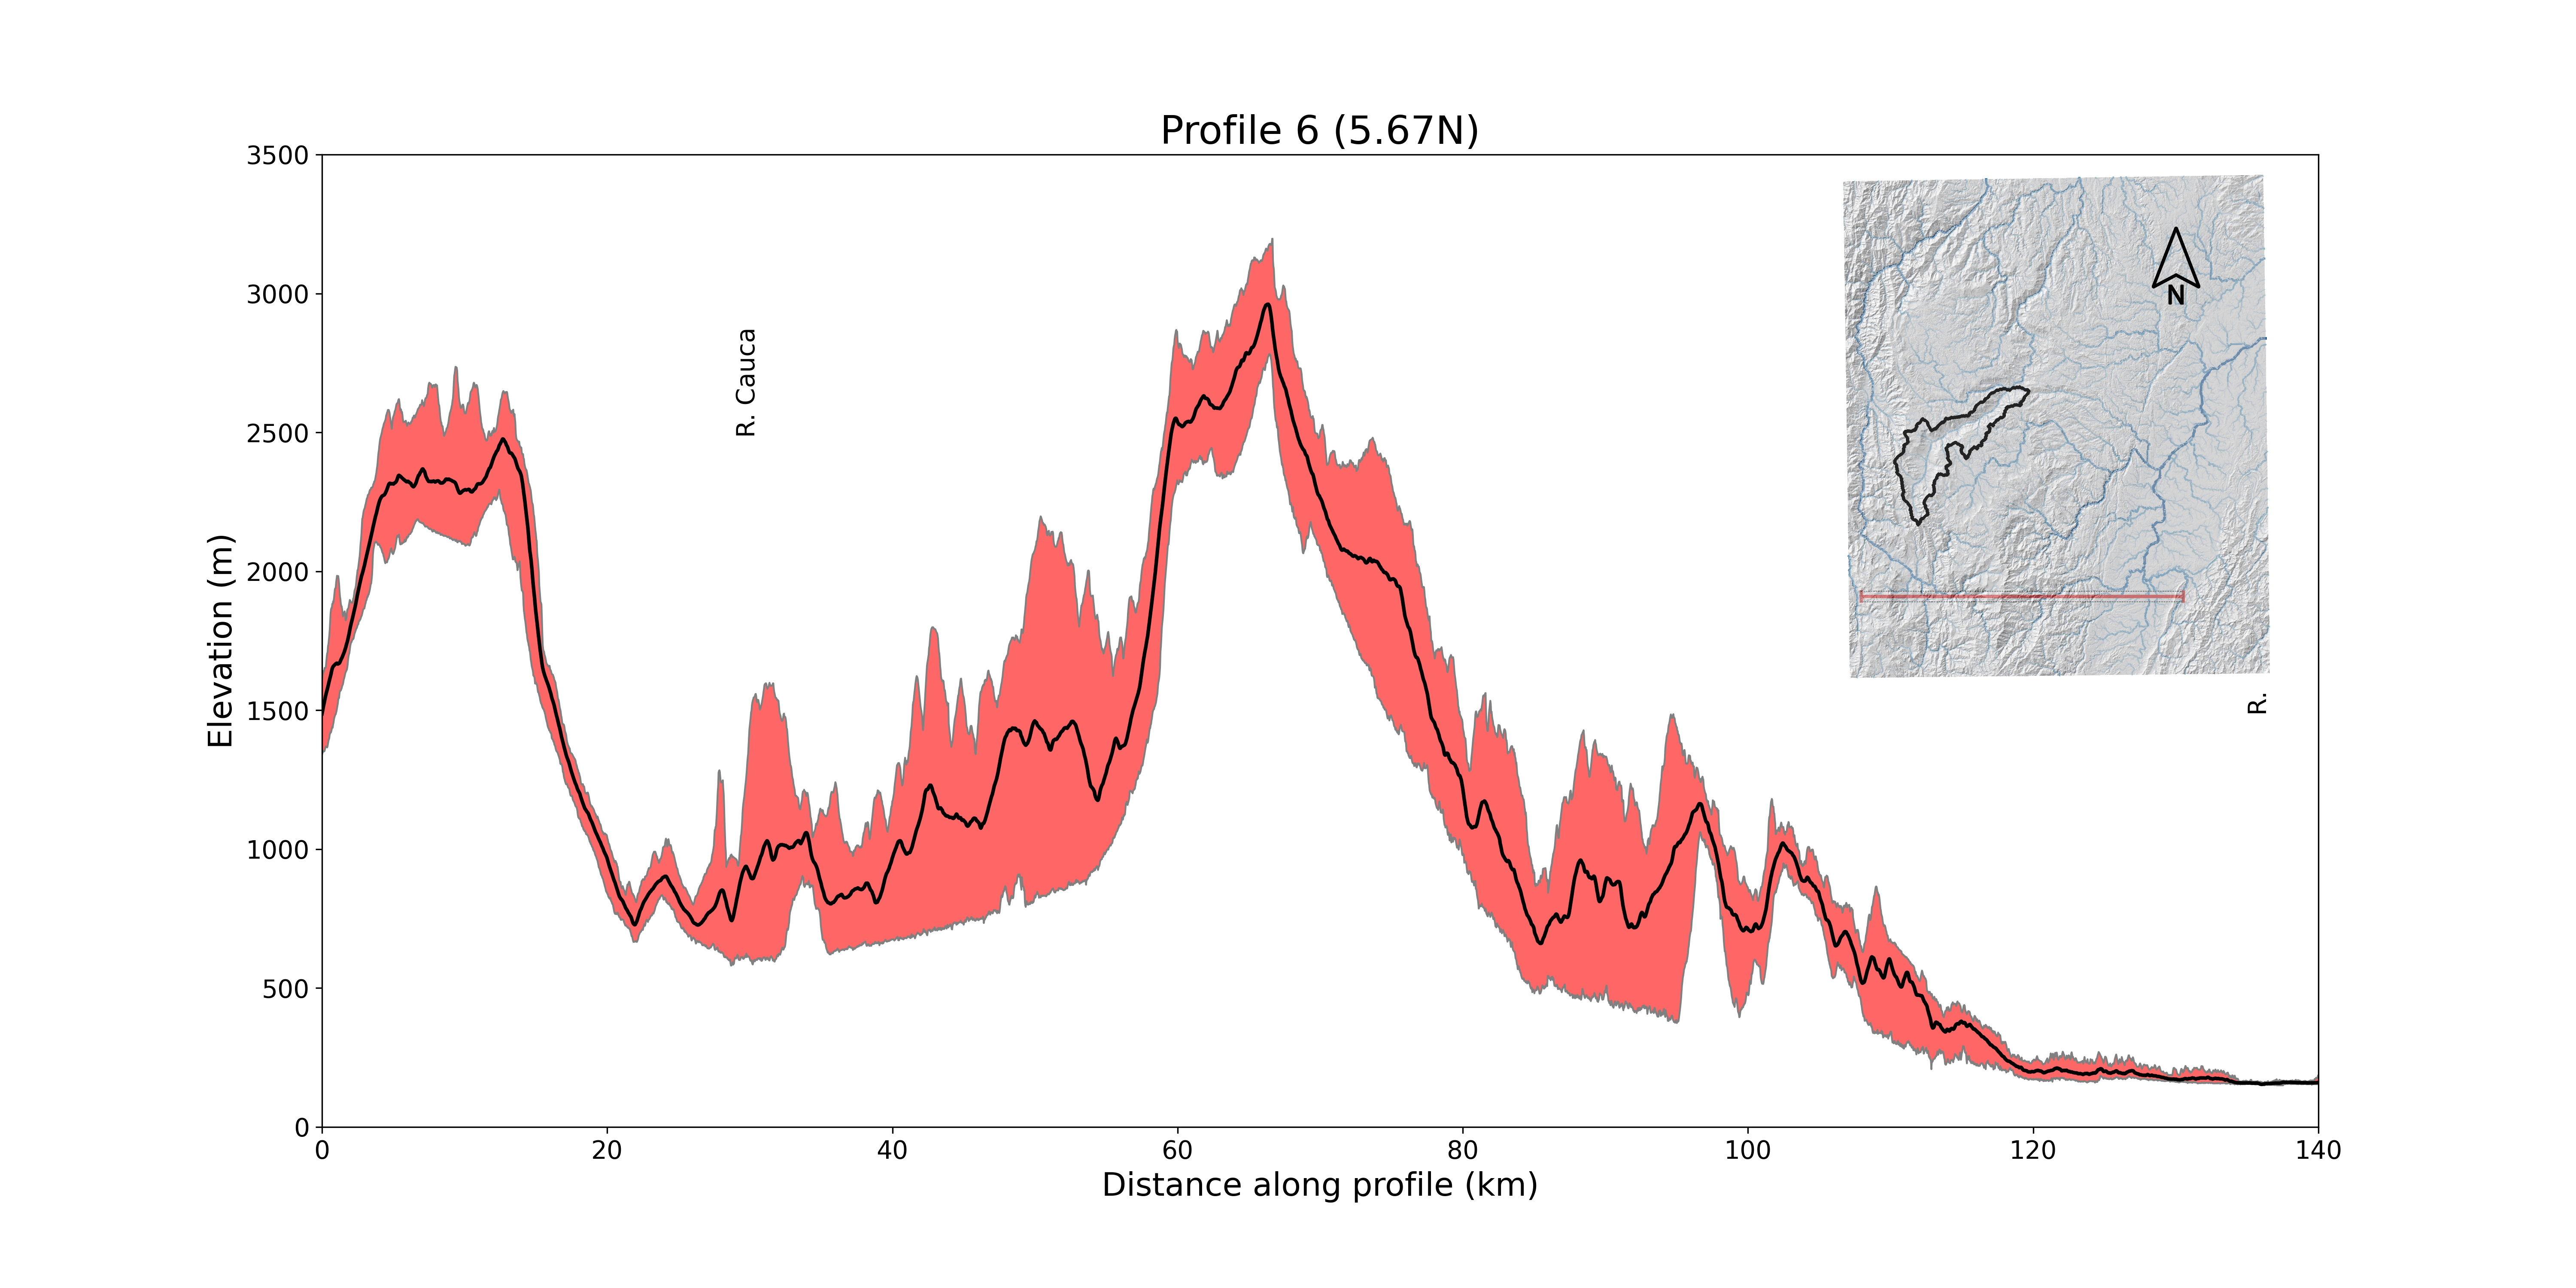 Profile 6 (5.67N)
3500
3000
2500
2000
1500
1000
500
0
Elevation (m)
R. Cauca
N
R.
0 20 40 60 80 100 120 140
Distance along profile (km)